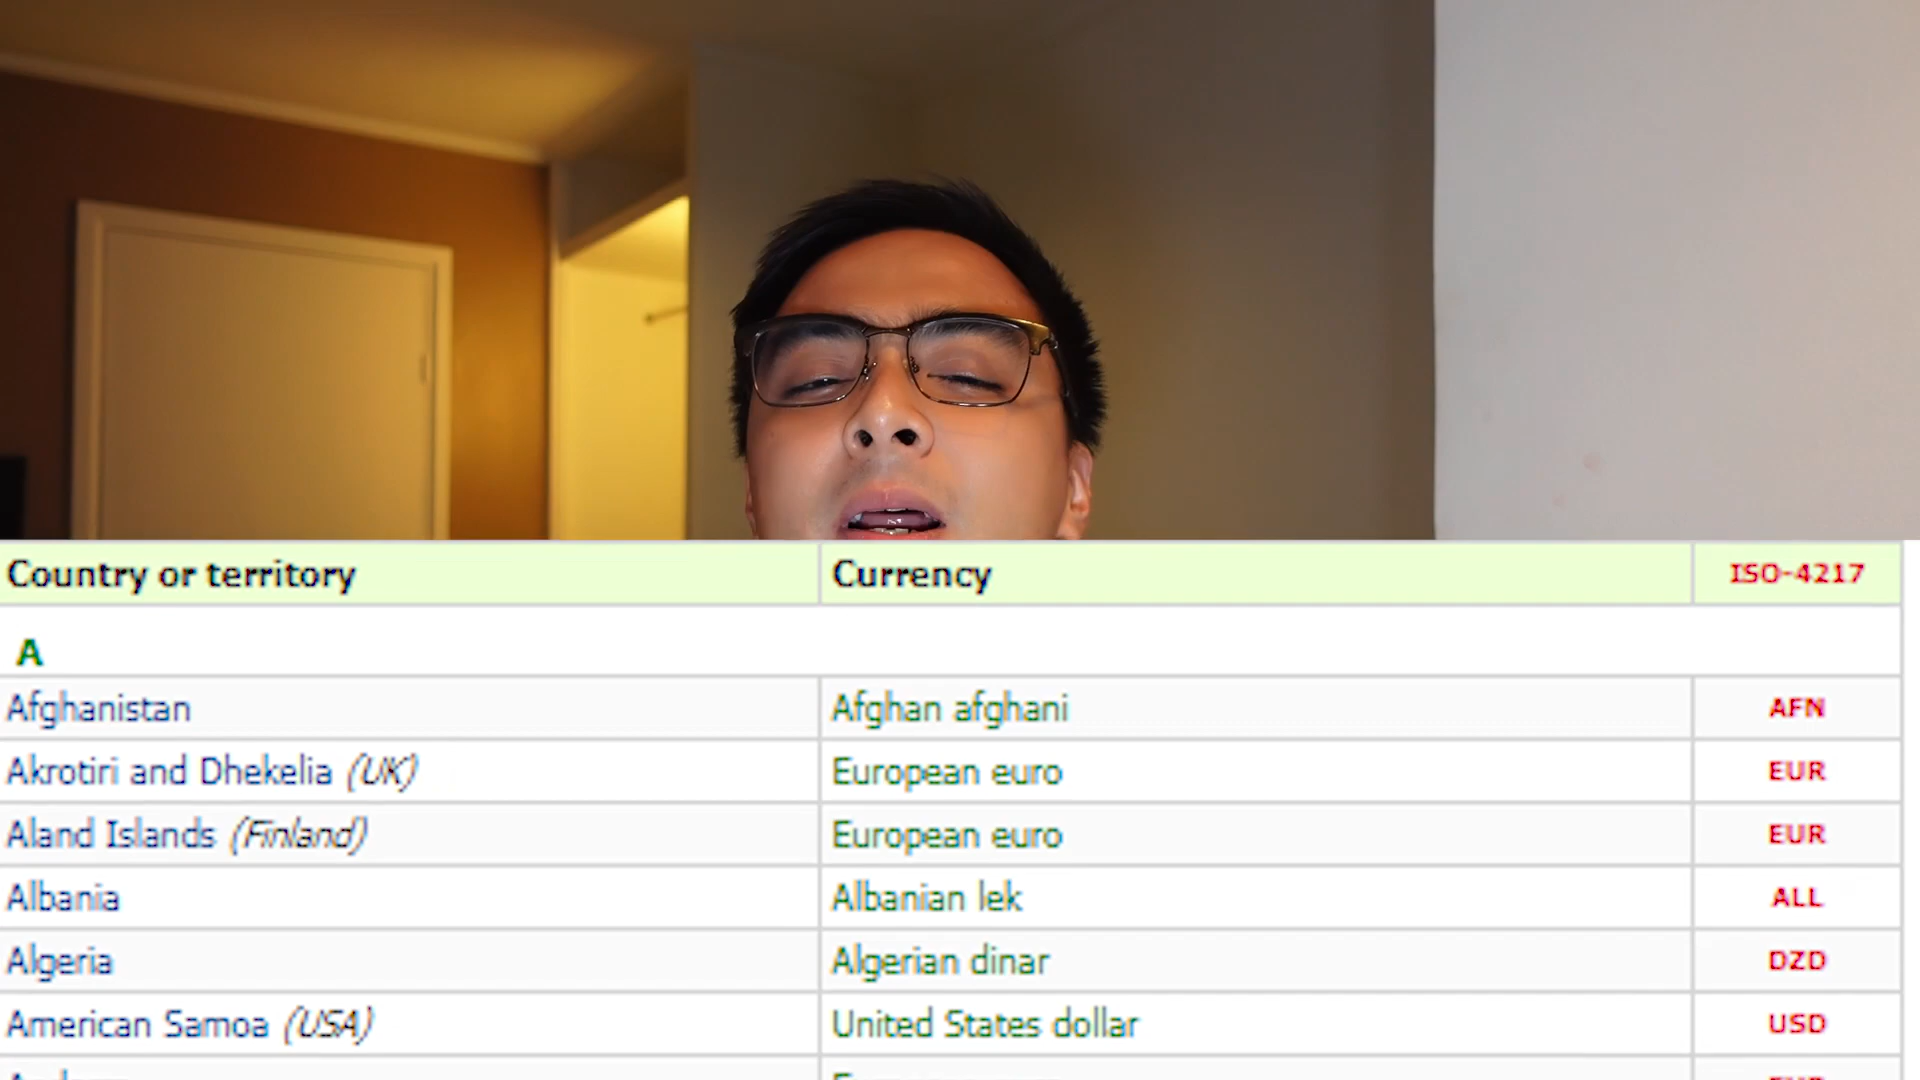 Country or territory Currency ISO-4217
A
Afghanistan Afghan afghani AFN
Akrotiri and Dhekelia (UK) European euro EUR
Aland Islands (Finland) European euro EUR
Albania Albanian lek ALL
Algeria Algerian dinar DZD
American Samoa (USA) United States dollar USD